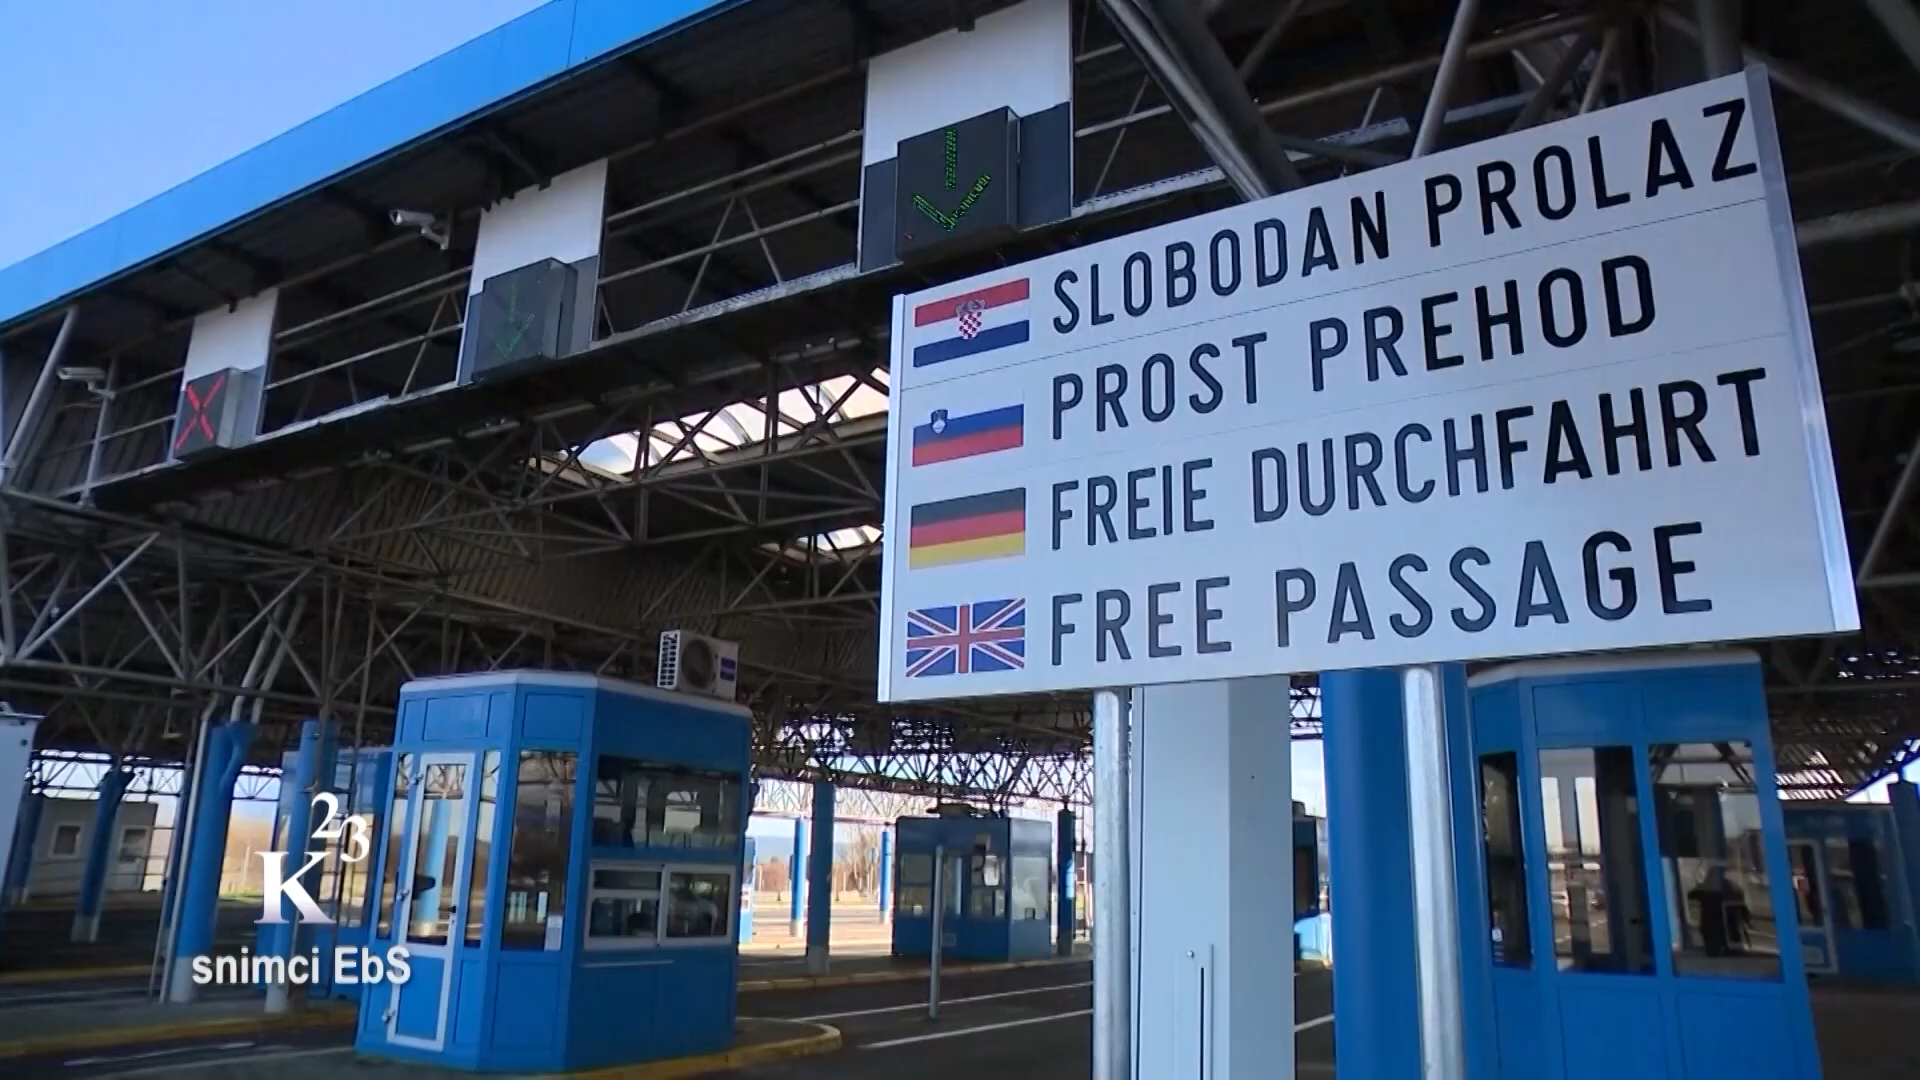 SLOBODAN PROLAZ
PROST PREHOD
FREIE DURCHFAHRT
FREE PASSAGE
K23
snimci EbS